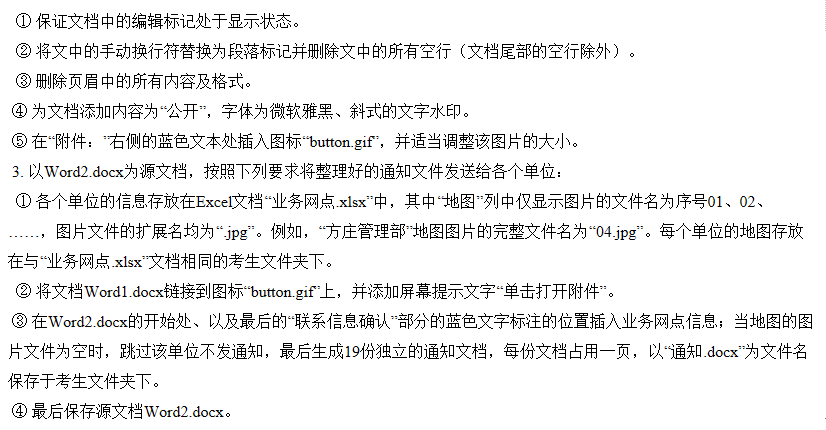 ① 保证文档中的编辑标记处于显示状态。
② 将文中的手动换行符替换为段落标记并删除文中的所有空行（文档尾部的空行除外）。
③ 删除页眉中的所有内容及格式。
④ 为文档添加内容为“公开”，字体为微软雅黑、斜式的文字水印。
⑤ 在“附件：”右侧的蓝色文本处插入图标“button.gif”，并适当调整该图片的大小。
3. 以Word2.docx为源文档，按照下列要求将整理好的通知文件发送给各个单位：
① 各个单位的信息存放在Excel文档“业务网点.xlsx”中，其中“地图”列中仅显示图片的文件名为序号01、02、
……，图片文件的扩展名均为“.jpg”。例如，“方庄管理部”地图图片的完整文件名为“04.jpg”。每个单位的地图存放
在与“业务网点.xlsx”文档相同的考生文件夹下。
② 将文档Word1.docx链接到图标“button.gif”上，并添加屏幕提示文字“单击打开附件”。
③ 在Word2.docx的开始处、以及最后的“联系信息确认”部分的蓝色文字标注的位置插入业务网点信息；当地图的图
片文件为空时，跳过该单位不发通知，最后生成19份独立的通知文档，每份文档占用一页，以“通知.docx”为文件名
保存于考生文件夹下。
④ 最后保存源文档Word2.docx。